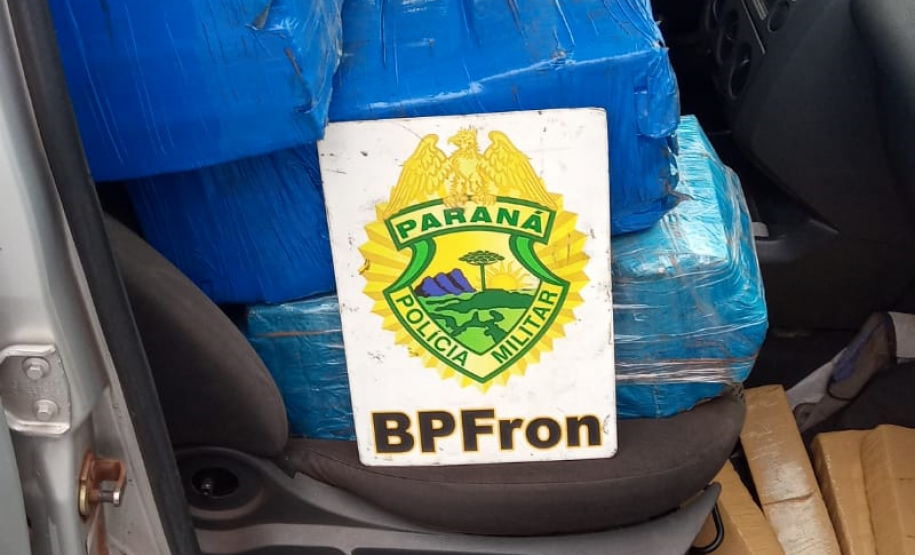 PARANÁ
POLÍCIA MILITAR
BPFron